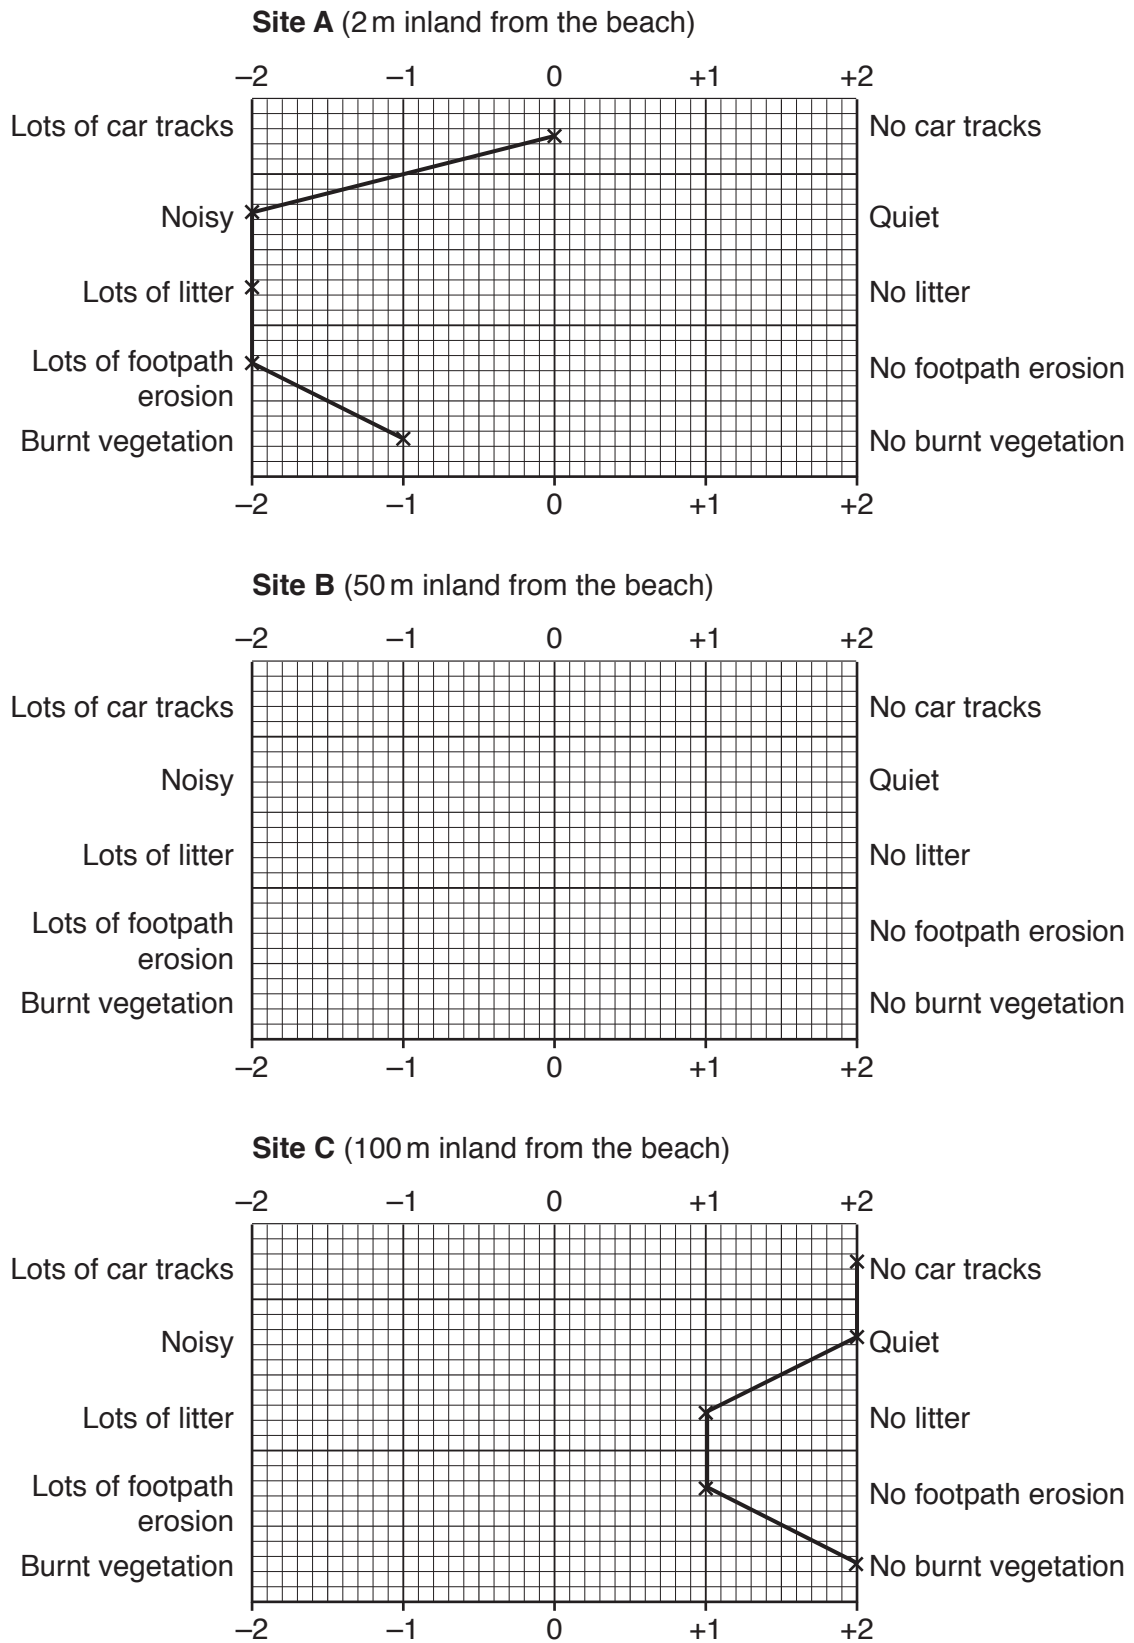 Site A (2 m inland from the beach)
–2 –1 0 +1 +2
Lots of car tracks No car tracks
Noisy Quiet
Lots of litter No litter
Lots of footpath
erosion No footpath erosion
Burnt vegetation No burnt vegetation
–2 –1 0 +1 +2
Site B (50 m inland from the beach)
–2 –1 0 +1 +2
Lots of car tracks No car tracks
Noisy Quiet
Lots of litter No litter
Lots of footpath
erosion No footpath erosion
Burnt vegetation No burnt vegetation
–2 –1 0 +1 +2
Site C (100 m inland from the beach)
–2 –1 0 +1 +2
Lots of car tracks No car tracks
Noisy Quiet
Lots of litter No litter
Lots of footpath
erosion No footpath erosion
Burnt vegetation No burnt vegetation
–2 –1 0 +1 +2